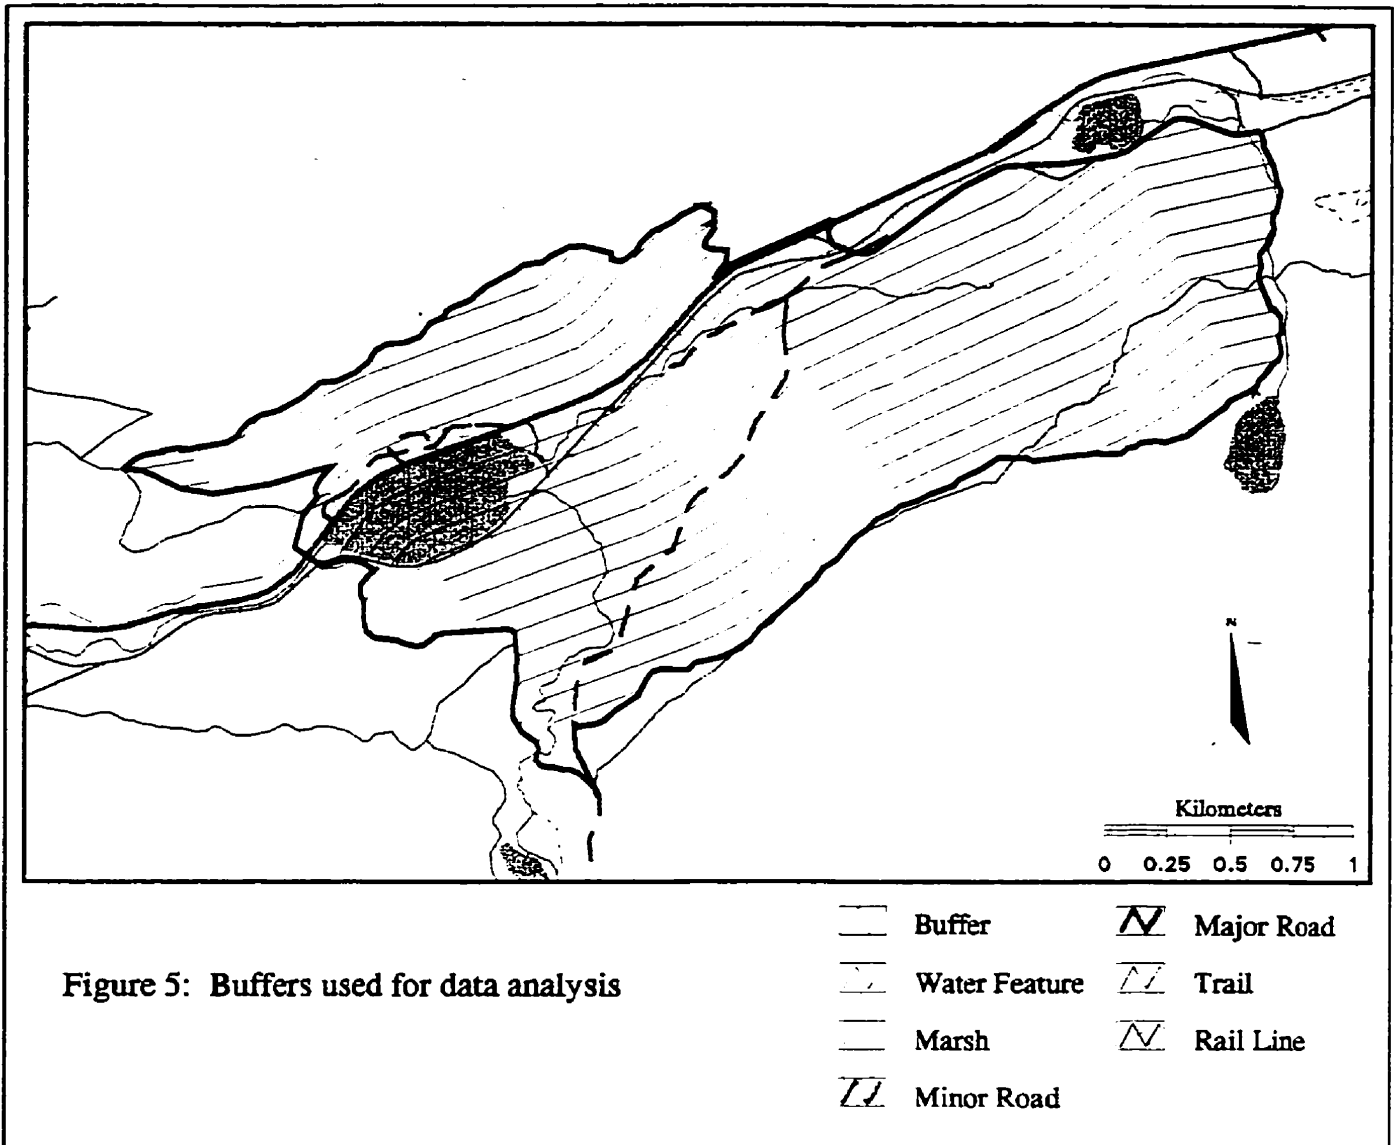 N
Kilometers
0 0.25 0.5 0.75 1
Buffer
Major Road
Water Feature
Trail
Marsh
Rail Line
Minor Road
Figure 5: Buffers used for data analysis